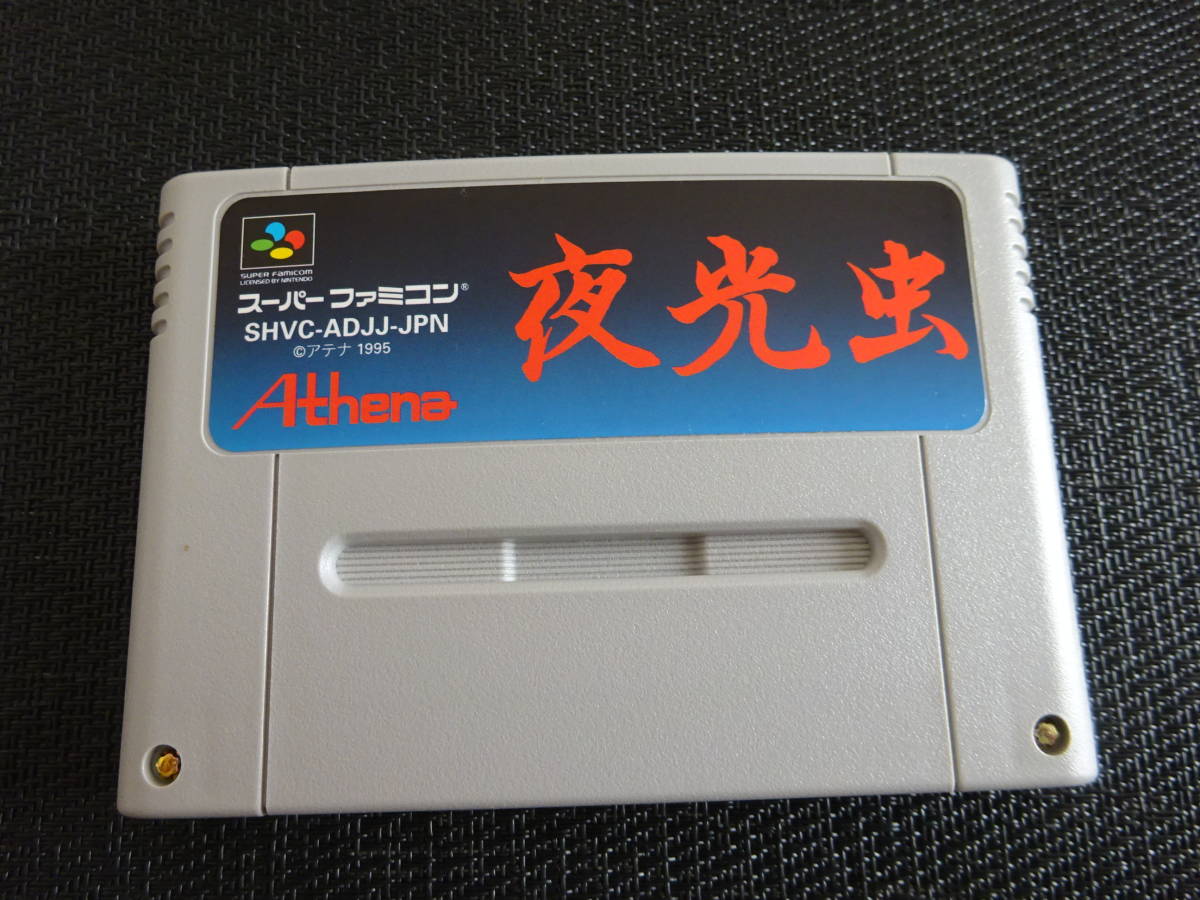 SUPER FAMICOM
LICENSED BY NINTENDO
スーパーファミコン®
SHVC-ADJJ-JPN
©アテナ 1995
Athena
夜光虫